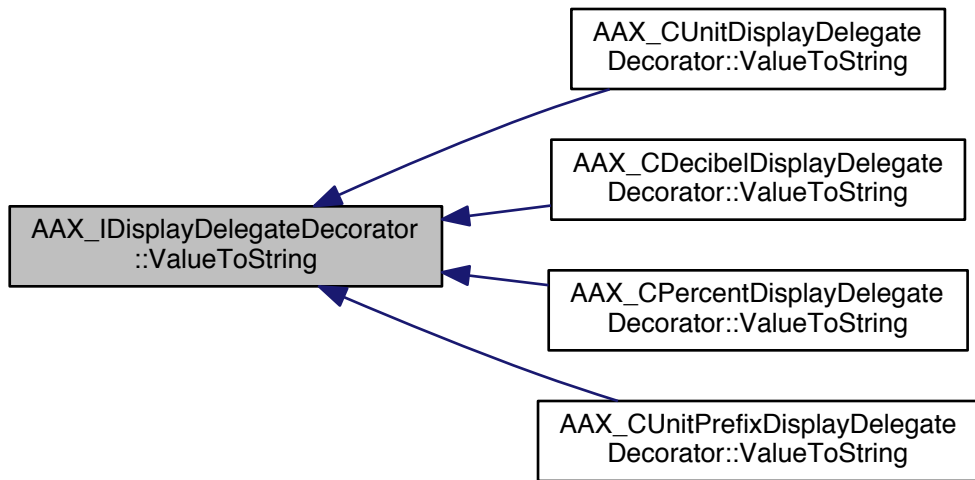 AAX_CUnitDisplayDelegate
Decorator::ValueToString
AAX_CDecibelDisplayDelegate
Decorator::ValueToString
AAX_IDisplayDelegateDecorator
::ValueToString
AAX_CPercentDisplayDelegate
Decorator::ValueToString
AAX_CUnitPrefixDisplayDelegate
Decorator::ValueToString